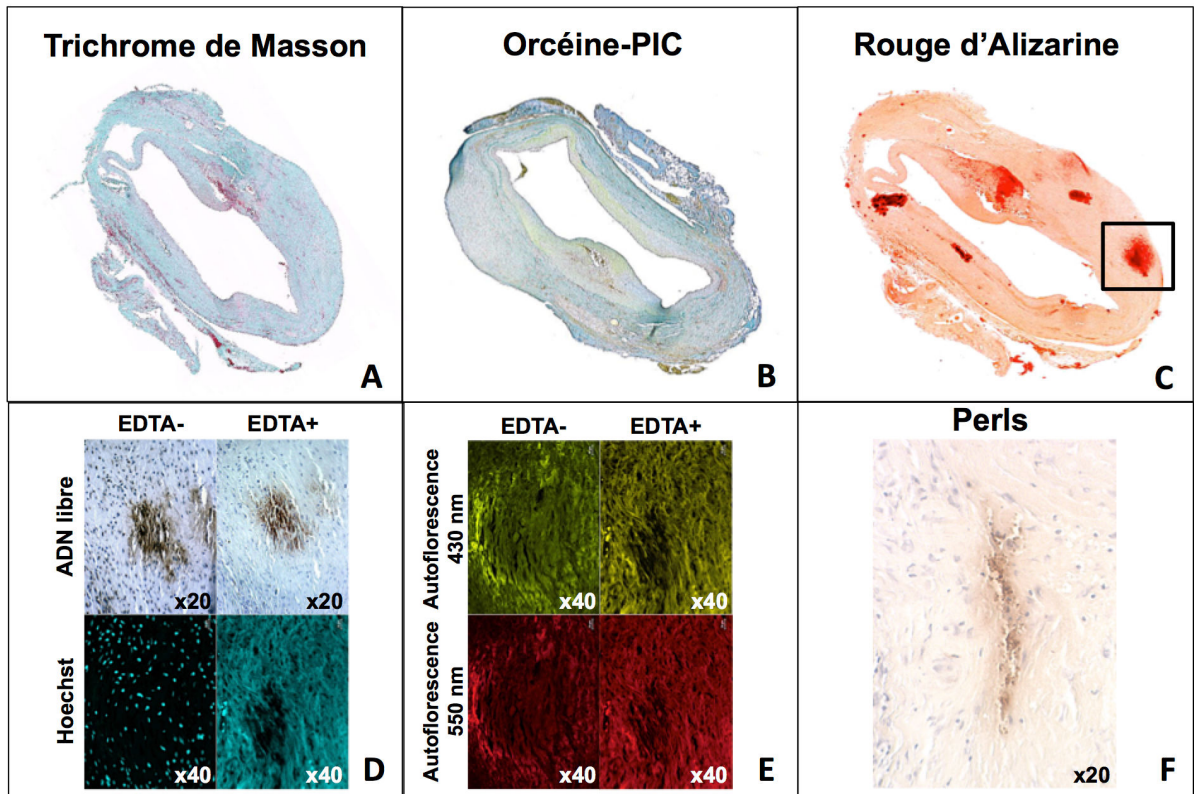 Trichrome de Masson
Orcéine-PIC
Rouge d'Alizarine
A
B
C
EDTA-
EDTA+
ADN libre
x20
x20
Hoechst
x40
x40
D
EDTA-
EDTA+
Autoflorescence
430 nm
x40
x40
Autoflorescence
550 nm
x40
x40
E
Perls
x20
F